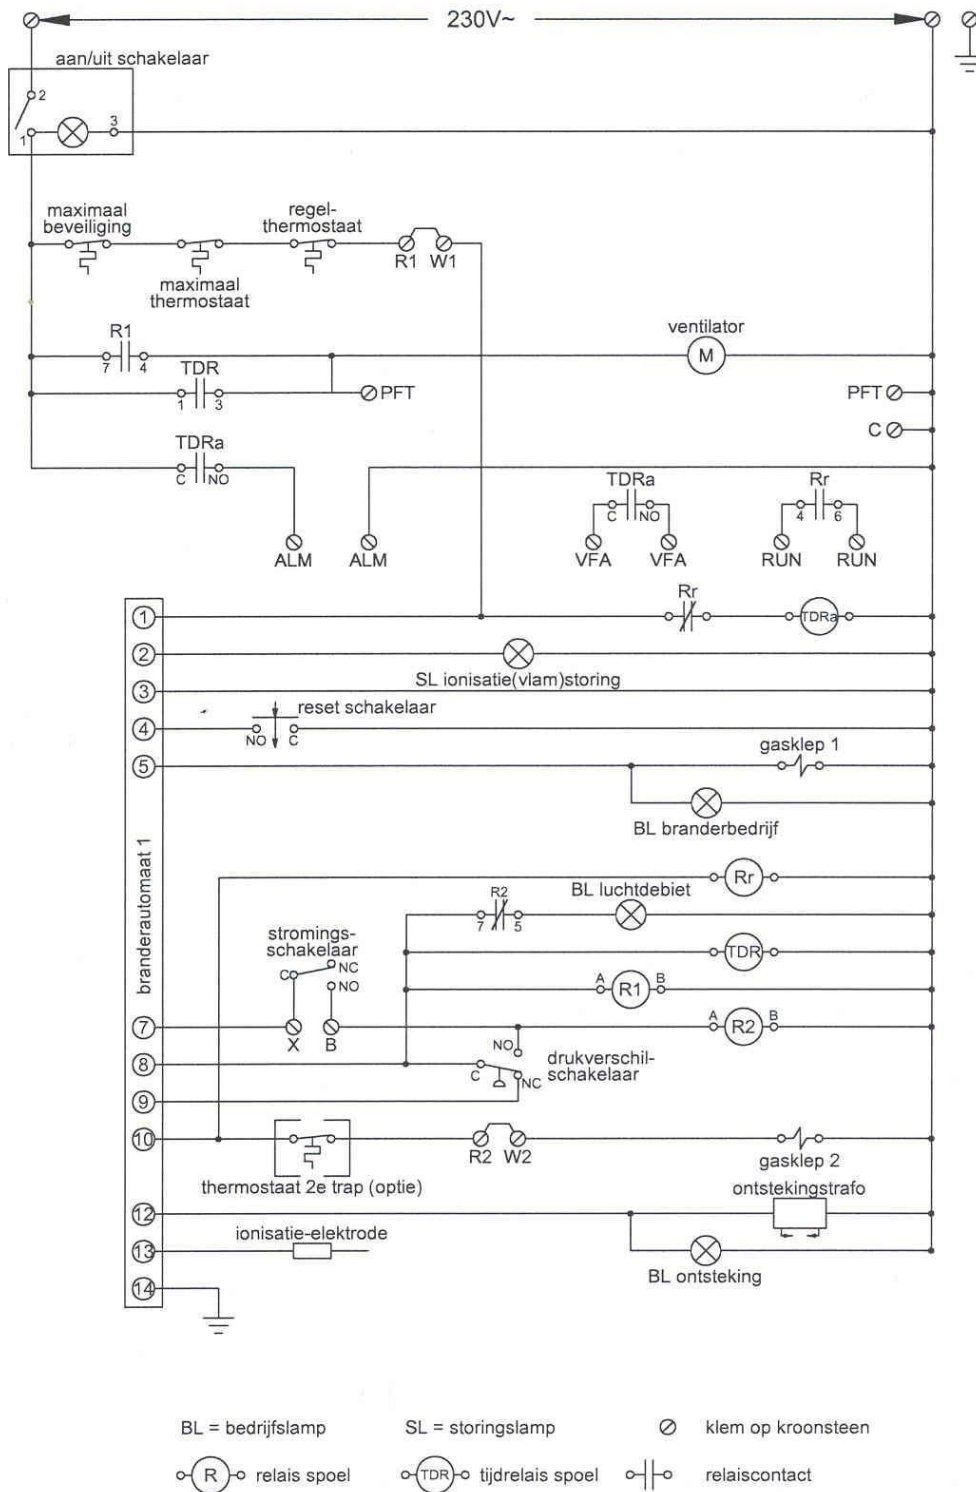 230V~
aan/uit schakelaar
2
1
3
maximaal
beveiliging
maximaal
thermostaat
regel-
thermostaat
R1 W1
R1
7 4
TDR
1 3
PFT
ventilator
M
PFT
C
TDRa
C NO
ALM
ALM
TDRa
C NO
VFA VFA
Rr
4 6
RUN RUN
branderautomaat 1
1
Rr
TDRa
2
SL ionisatie(vlam)storing
3
4
reset schakelaar
NO C
5
gasklep 1
BL branderbedrijf
Rr
R2
7 5
BL luchtdebiet
TDR
A R1 B
stromings-
schakelaar
C
NC
NO
7
X B
A R2 B
8
NO
C
NC
drukverschil-
schakelaar
9
10
R2 W2
gasklep 2
thermostaat 2e trap (optie)
12
ontstekingstrafo
13
ionisatie-elektrode
BL ontsteking
14
BL = bedrijfslamp
SL = storingslamp
klem op kroonsteen
R relais spoel
TDR tijdrelais spoel
relaiscontact